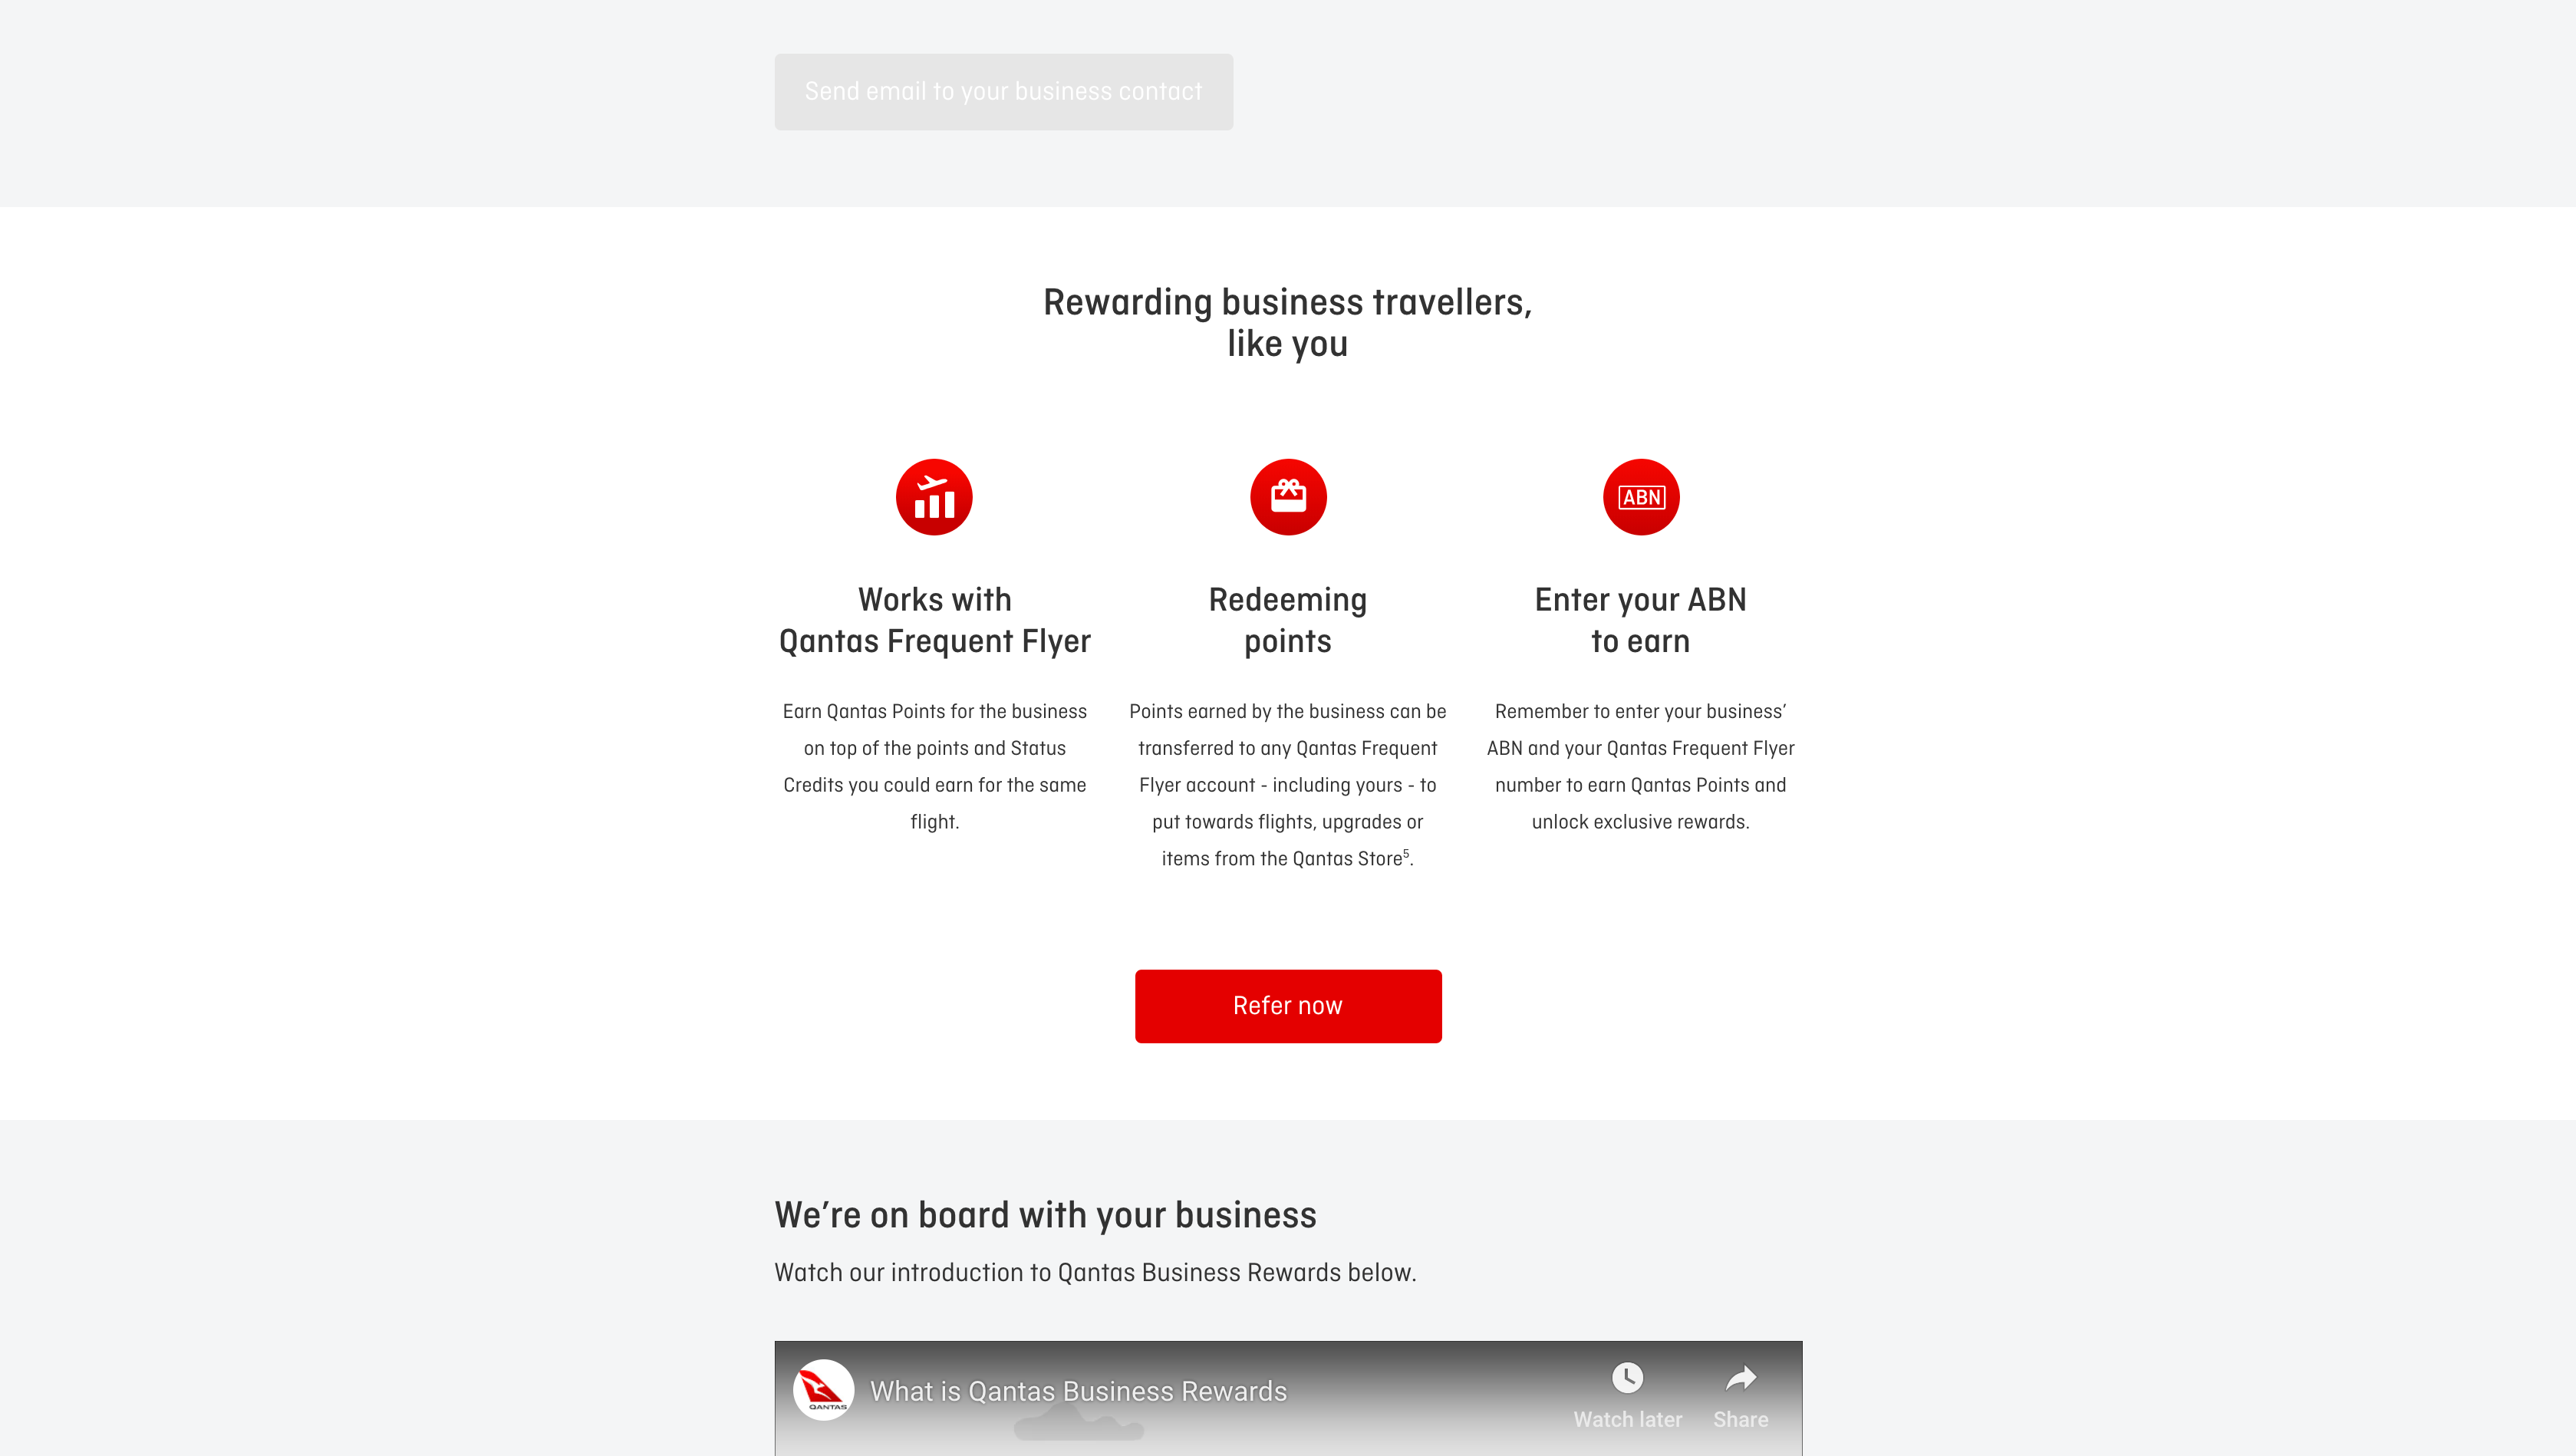 Send email to your business contact
Rewarding business travellers,
like you
ABN
Works with
Qantas Frequent Flyer
Earn Qantas Points for the business
on top of the points and Status
Credits you could earn for the same
flight.
Redeeming
points
Points earned by the business can be
transferred to any Qantas Frequent
Flyer account - including yours - to
put towards flights, upgrades or
items from the Qantas Store⁵.
Enter your ABN
to earn
Remember to enter your business’
ABN and your Qantas Frequent Flyer
number to earn Qantas Points and
unlock exclusive rewards.
Refer now
We’re on board with your business
Watch our introduction to Qantas Business Rewards below.
QANTAS
What is Qantas Business Rewards
Watch later
Share